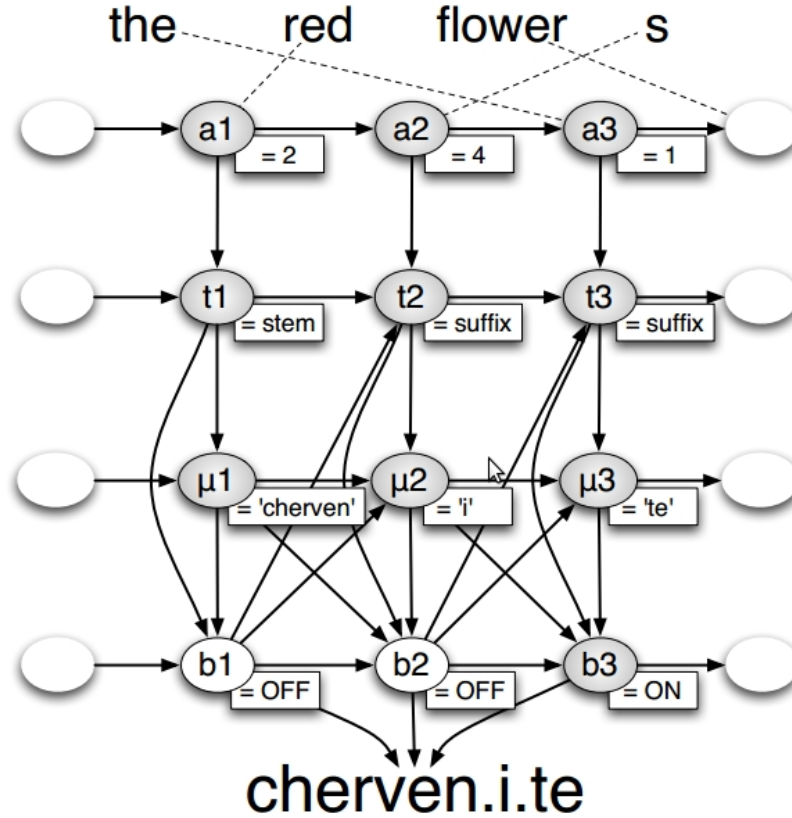 the red flower s
a1 a2 a3
= 2 = 4 = 1
t1 t2 t3
= stem = suffix = suffix
μ1 μ2 μ3
= 'cherven' = 'i' = 'te'
b1 b2 b3
= OFF = OFF = ON
cherven.i.te